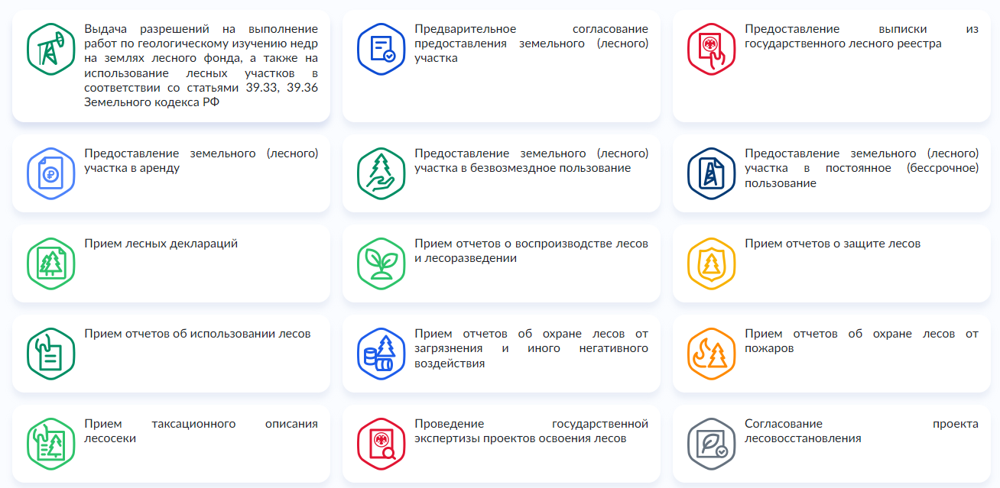 Выдача разрешений на выполнение
работ по геологическому изучению недр
на землях лесного фонда, а также на
использование лесных участков в
соответствии со статьями 39.33, 39.36
Земельного кодекса РФ
Предварительное согласование
предоставления земельного (лесного)
участка
Предоставление выписки из
государственного лесного реестра
Предоставление земельного (лесного)
участка в аренду
Предоставление земельного (лесного)
участка в безвозмездное пользование
Предоставление земельного (лесного)
участка в постоянное (бессрочное)
пользование
Прием лесных деклараций
Прием отчетов о воспроизводстве лесов
и лесоразведении
Прием отчетов о защите лесов
Прием отчетов об использовании лесов
Прием отчетов об охране лесов от
загрязнения и иного негативного
воздействия
Прием отчетов об охране лесов от
пожаров
Прием таксационного описания
лесосеки
Проведение государственной
экспертизы проектов освоения лесов
Согласование проекта
лесовосстановления